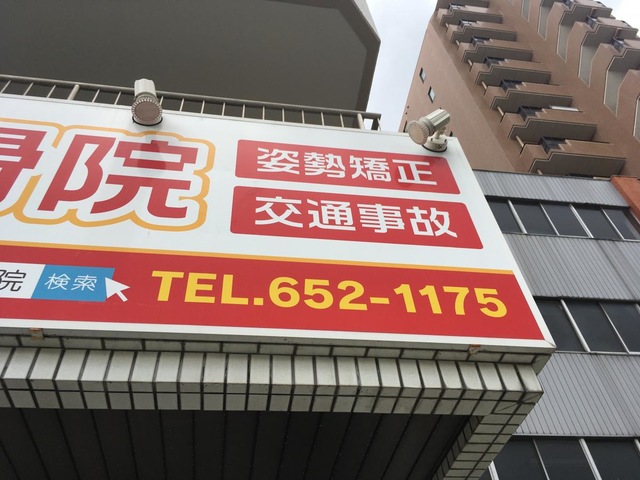 骨院
姿勢矯正
交通事故
院 検索
TEL.652-1175